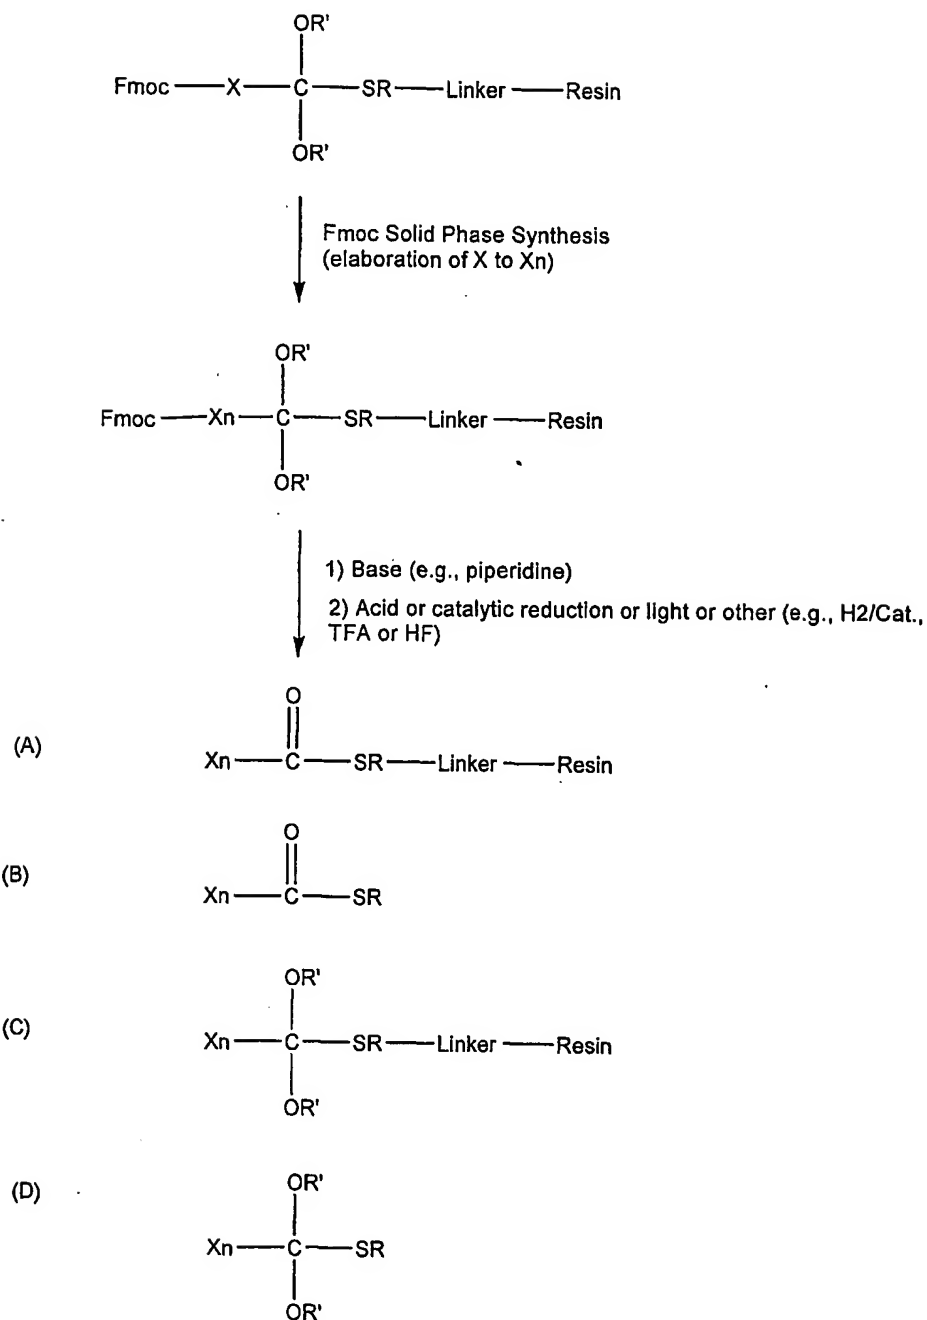 OR'
Fmoc—X—C—SR—Linker—Resin
OR'
Fmoc Solid Phase Synthesis
(elaboration of X to Xn)
OR'
Fmoc—Xn—C—SR—Linker—Resin
OR'
1) Base (e.g., piperidine)
2) Acid or catalytic reduction or light or other (e.g., H2/Cat.,
TFA or HF)
O
(A) Xn—C—SR—Linker—Resin
O
(B) Xn—C—SR
OR'
(C) Xn—C—SR—Linker—Resin
OR'
OR'
(D) Xn—C—SR
OR'